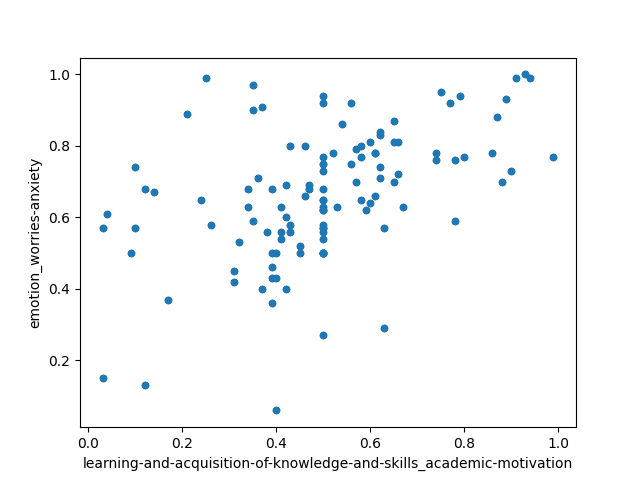 1.0
0.8
0.6
0.4
0.2
emotion_worries-anxiety
0.0 0.2 0.4 0.6 0.8 1.0
learning-and-acquisition-of-knowledge-and-skills_academic-motivation